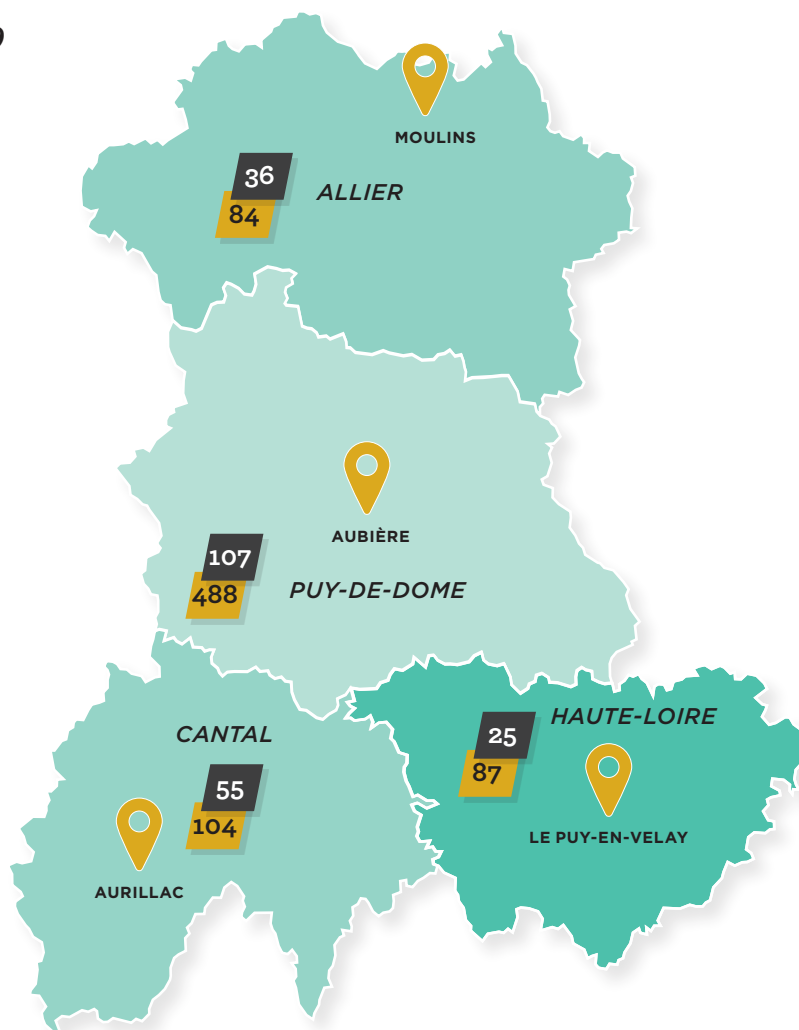 MOULINS
36
ALLIER
84
AUBIÈRE
107
488
PUY-DE-DOME
CANTAL
HAUTE-LOIRE
25
87
55
104
LE PUY-EN-VELAY
AURILLAC